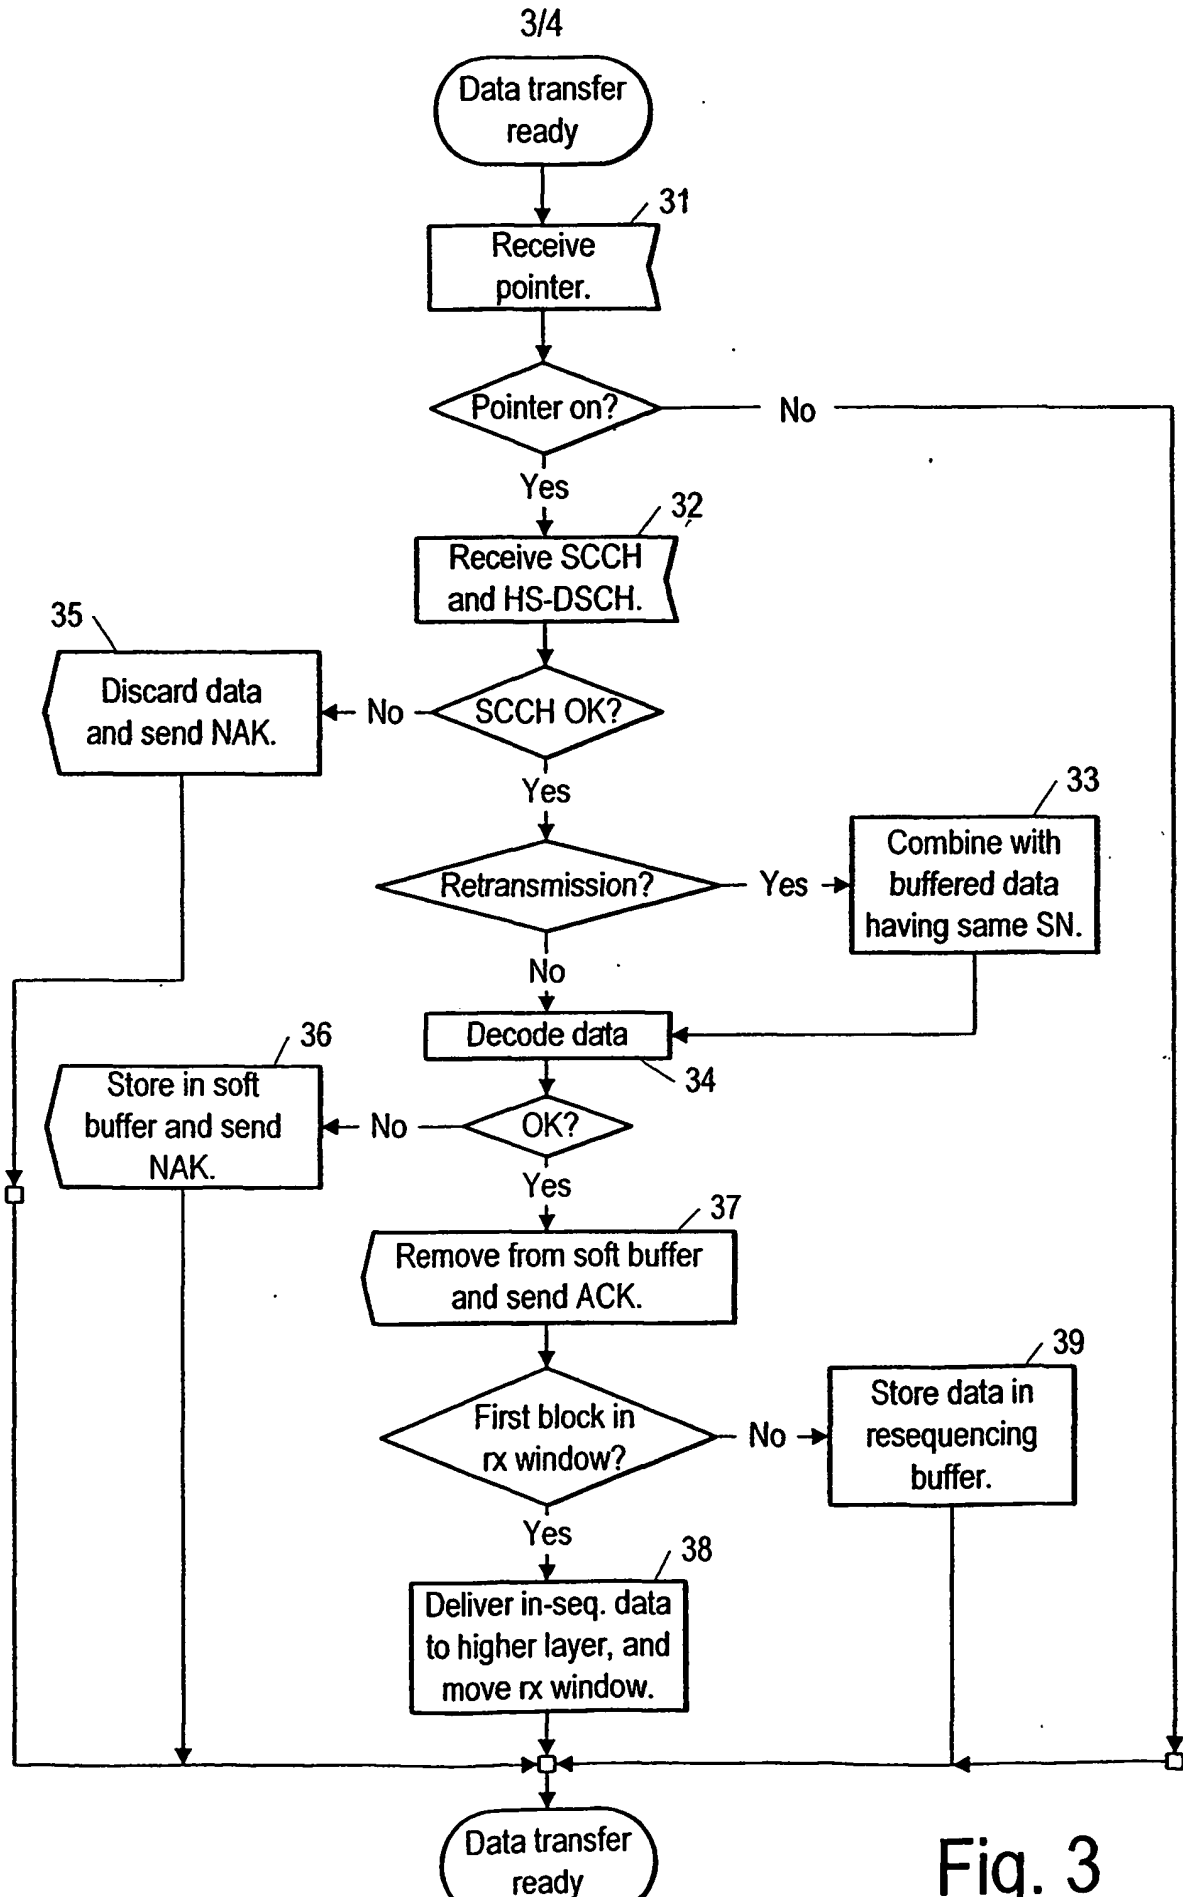 3/4
Data transfer
ready
31
Receive
pointer.
Pointer on?
No
Yes
32
Receive SCCH
and HS-DSCH.
35
Discard data
and send NAK.
No
SCCH OK?
Yes
33
Combine with
buffered data
having same SN.
Retransmission?
Yes
No
Decode data
34
36
Store in soft
buffer and send
NAK.
No
OK?
Yes
37
Remove from soft buffer
and send ACK.
39
Store data in
resequencing
buffer.
First block in
rx window?
No
Yes
38
Deliver in-seq. data
to higher layer, and
move rx window.
Data transfer
ready
Fig. 3